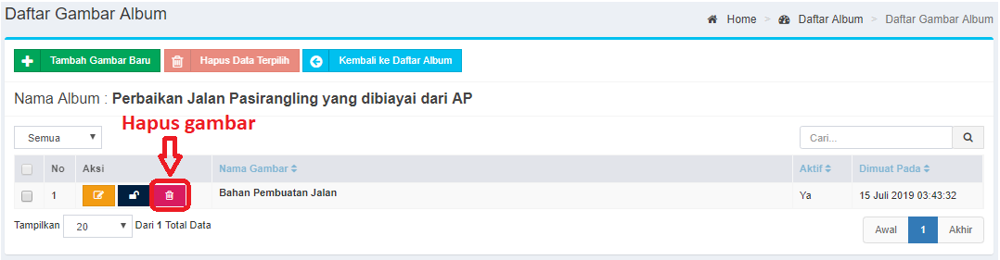 Daftar Gambar Album
Home > Daftar Album > Daftar Gambar Album
Tambah Gambar Baru Hapus Data Terpilih Kembali ke Daftar Album
Nama Album : Perbaikan Jalan Pasirangling yang dibiayai dari AP
Hapus gambar
Semua Cari...
No Aksi Nama Gambar Aktif Dimuat Pada
1 Bahan Pembuatan Jalan Ya 15 Juli 2019 03:43:32
Tampilkan 20 Dari 1 Total Data
Awal 1 Akhir